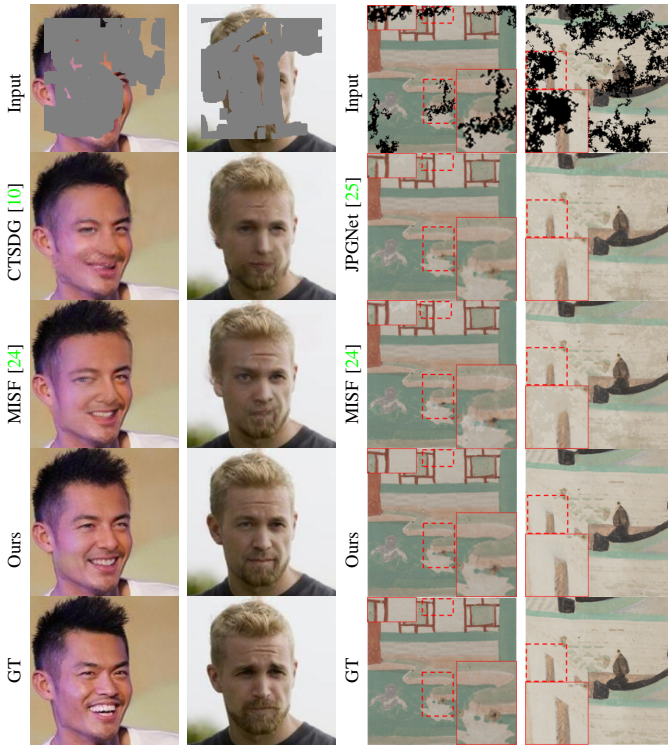 Input
CTSDG [10]
MISF [24]
Ours
GT
Input
JPGNet [25]
MISF [24]
Ours
GT